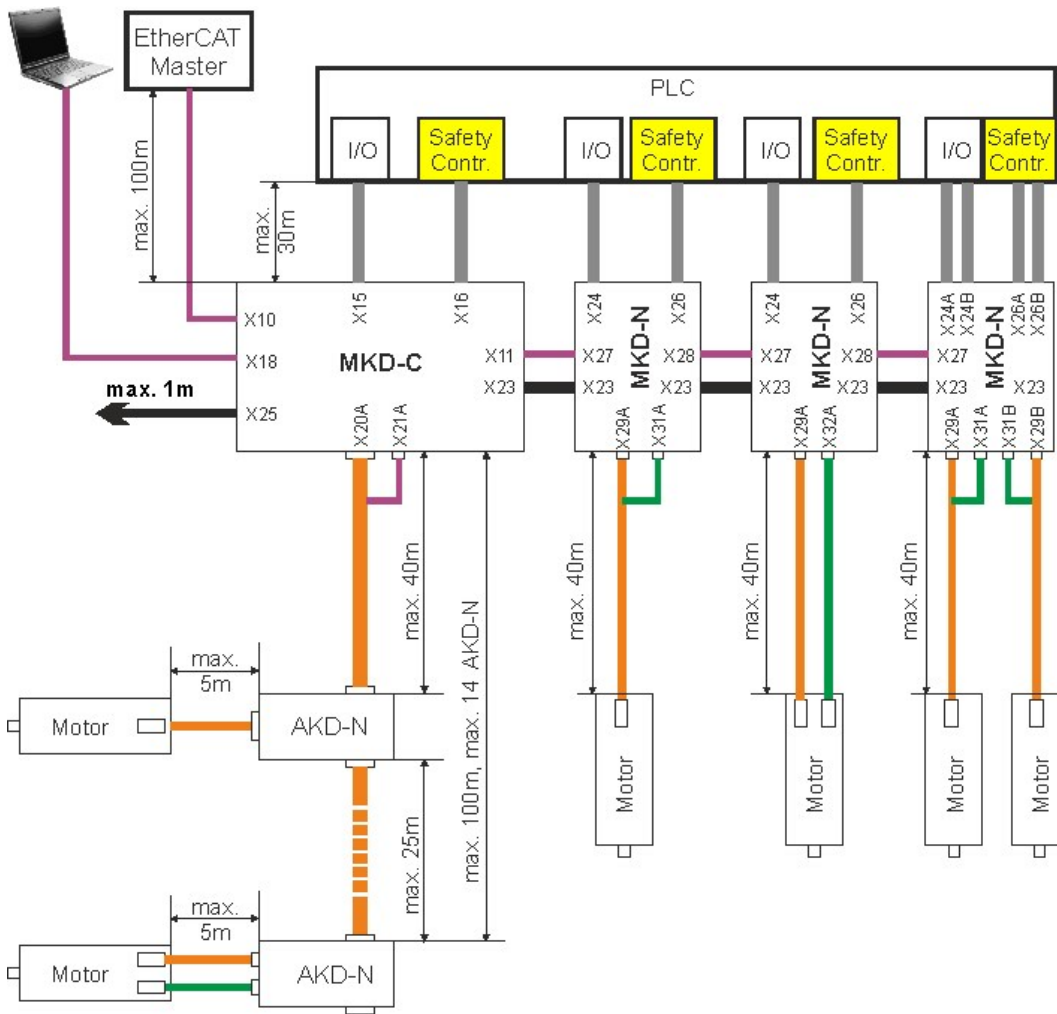 EtherCAT
Master
PLC
I/O
Safety
Contr.
I/O
Safety
Contr.
I/O
Safety
Contr.
I/O
Safety
Contr.
max. 100m
max.
30m
X15
X16
X10
X18
X25
MKD-C
X11
X23
X20A
X21A
max. 1m
X24
X26
X27
X28
X23
X23
MKD-N
X29A
X31A
X24
X26
X27
X28
X23
X23
MKD-N
X29A
X32A
X24A
X24B
X26A
X26B
X27
MKD-N
X23
X23
X29A
X31A
X31B
X29B
max. 40m
max. 100m, max. 14 AKD-N
max. 40m
max. 40m
max. 40m
max.
5m
Motor
AKD-N
max. 25m
max.
5m
Motor
AKD-N
Motor
Motor
Motor
Motor